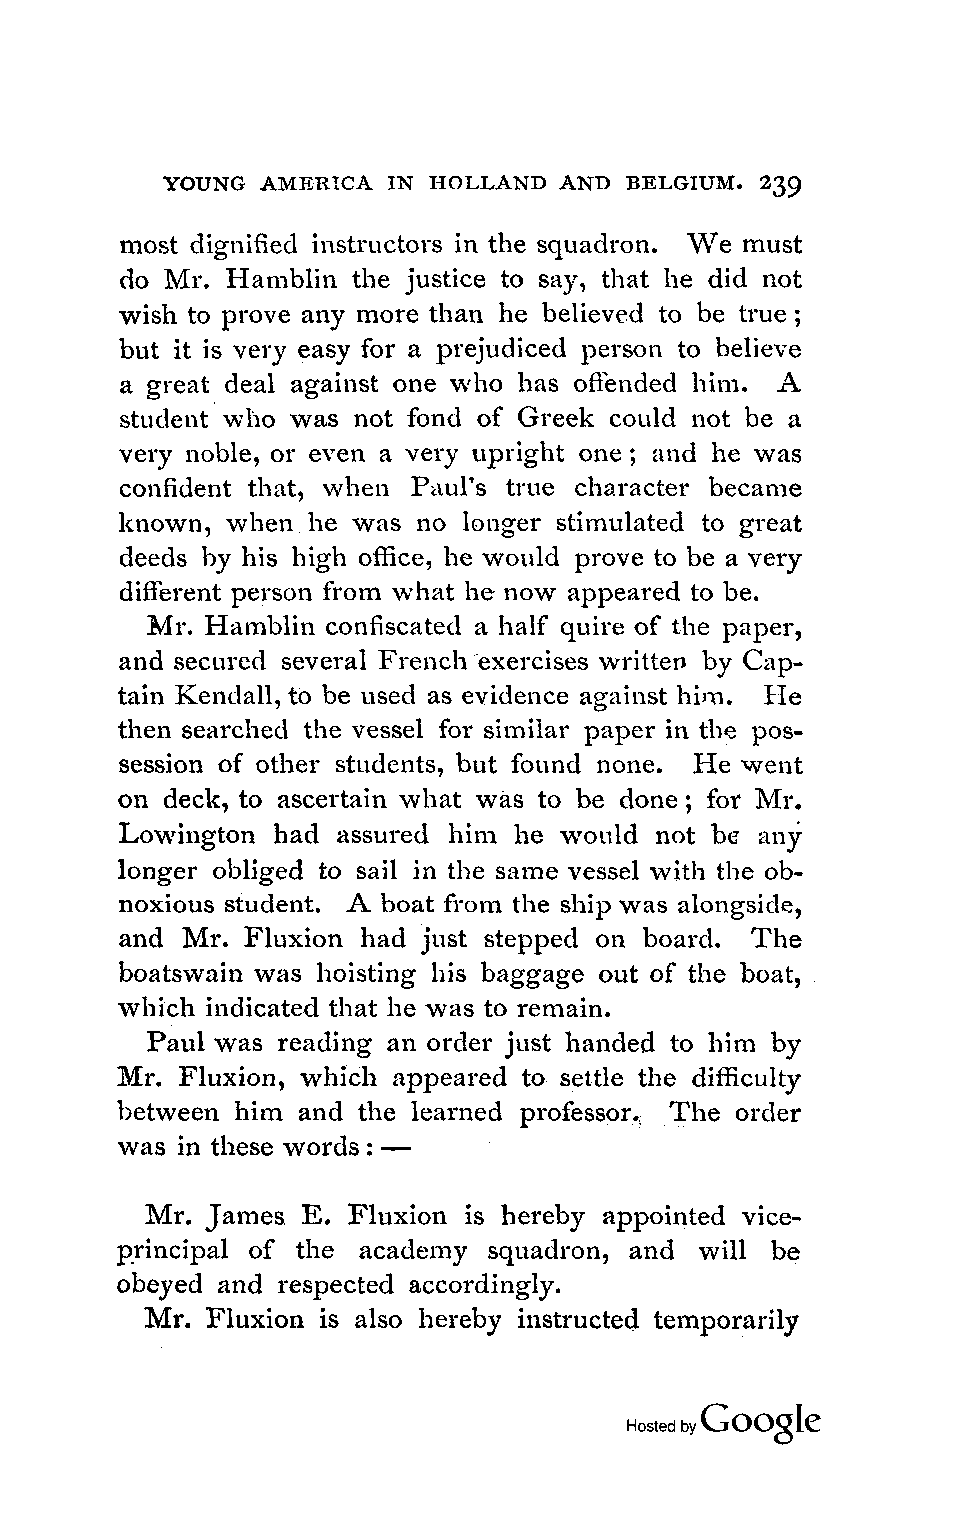 YOUNG AMERICA IN HOLLAND AND BELGIUM. 239
most dignified instructors in the squadron. We must
do Mr. Hamblin the justice to say, that he did not
wish to prove any more than he believed to be true ;
but it is very easy for a prejudiced person to believe
a great deal against one who has offended him. A
student who was not fond of Greek could not be a
very noble, or even a very upright one ; and he was
confident that, when Paul's true character became
known, when he was no longer stimulated to great
deeds by his high office, he would prove to be a very
different person from what he now appeared to be.
Mr. Hamblin confiscated a half quire of the paper,
and secured several French exercises written by Cap-
tain Kendall, to be used as evidence against him. He
then searched the vessel for similar paper in the pos-
session of other students, but found none. He went
on deck, to ascertain what was to be done ; for Mr.
Lowington had assured him he would not be any
longer obliged to sail in the same vessel with the ob-
noxious student. A boat from the ship was alongside,
and Mr. Fluxion had just stepped on board. The
boatswain was hoisting his baggage out of the boat,
which indicated that he was to remain.
Paul was reading an order just handed to him by
Mr. Fluxion, which appeared to settle the difficulty
between him and the learned professor. The order
was in these words : —
Mr. James E. Fluxion is hereby appointed vice-
principal of the academy squadron, and will be
obeyed and respected accordingly.
Mr. Fluxion is also hereby instructed temporarily
Hosted by Google